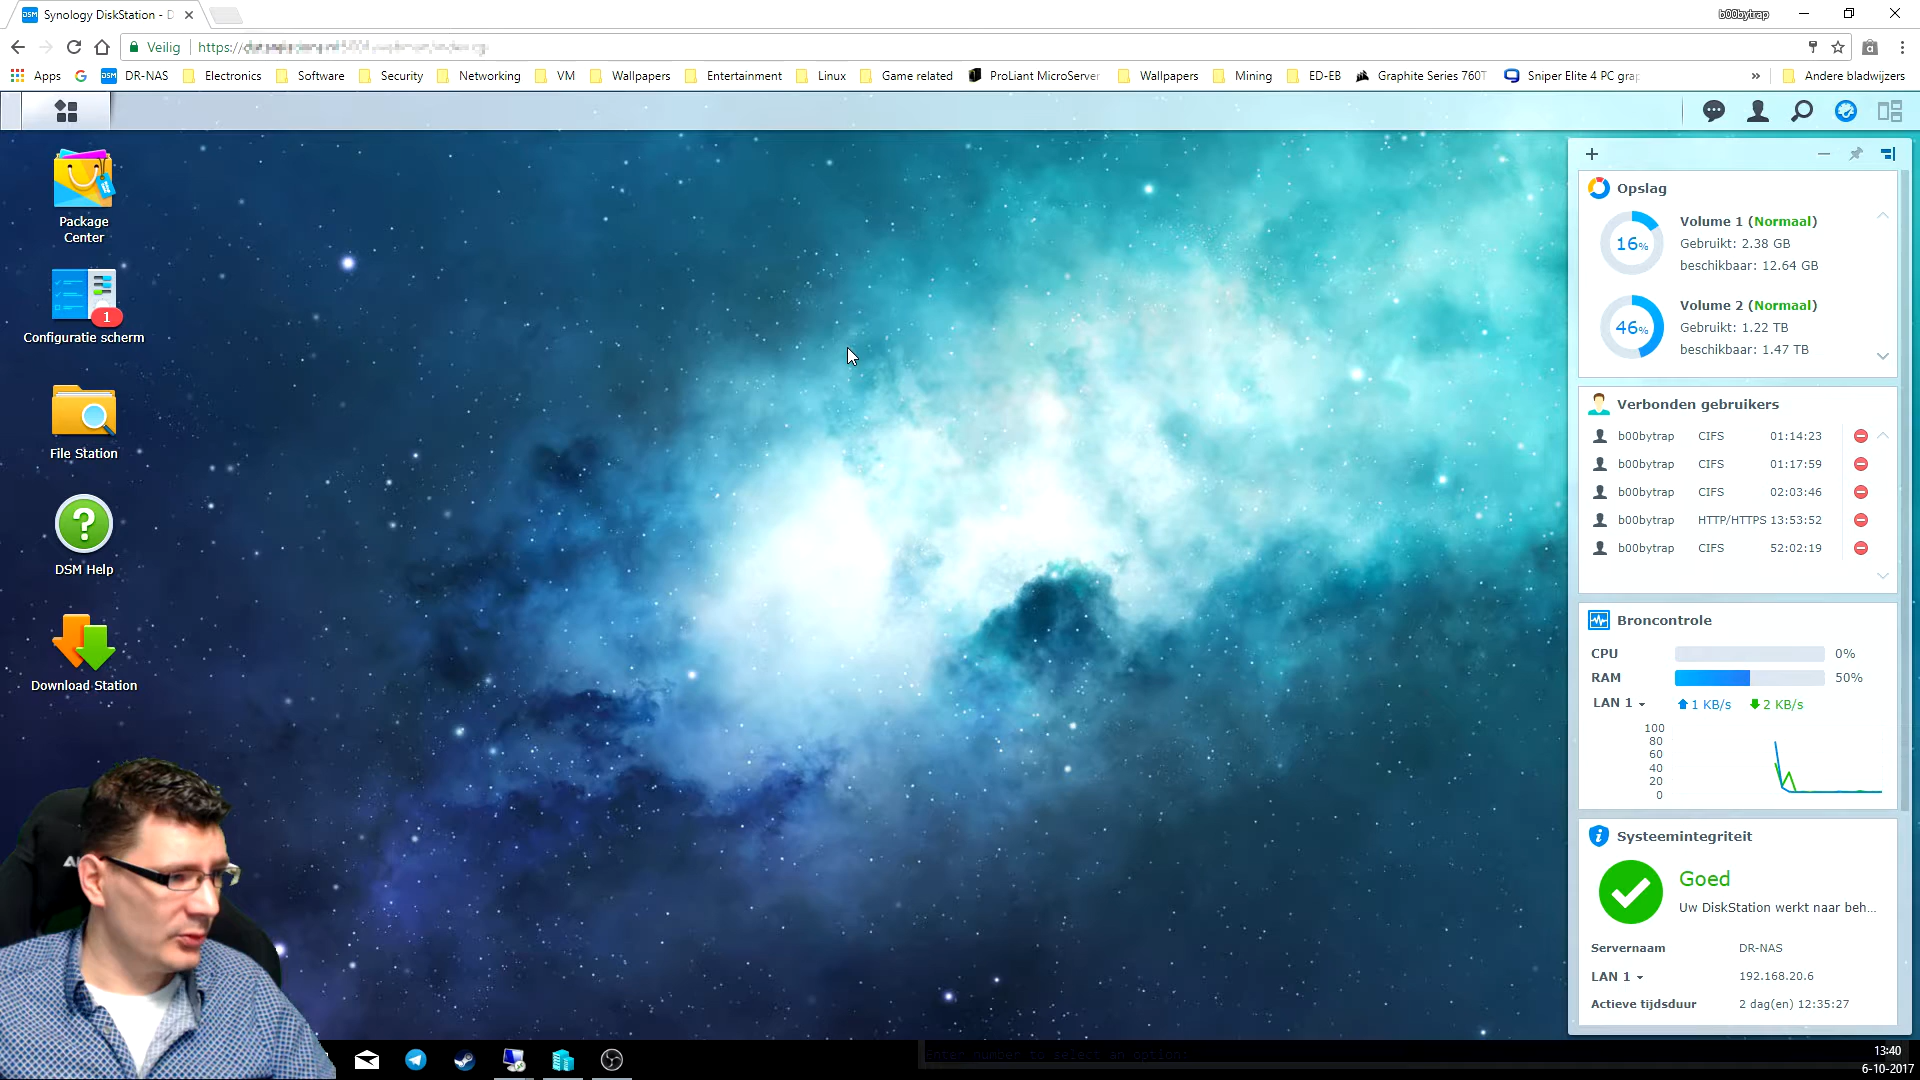 Synology DiskStation - D
b00bytrap
Veilig
https://
Apps
DR-NAS
Electronics
Software
Security
Networking
VM
Wallpapers
Entertainment
Linux
Game related
ProLiant MicroServer
Wallpapers
Mining
ED-EB
Graphite Series 760T
Sniper Elite 4 PC grap
»
Andere bladwijzers
Package
Center
1
Configuratie scherm
File Station
DSM Help
Download Station
Opslag
16%
Volume 1 (Normaal)
Gebruikt: 2.38 GB
beschikbaar: 12.64 GB
46%
Volume 2 (Normaal)
Gebruikt: 1.22 TB
beschikbaar: 1.47 TB
Verbonden gebruikers
b00bytrap CIFS 01:14:23
b00bytrap CIFS 01:17:59
b00bytrap CIFS 02:03:46
b00bytrap HTTP/HTTPS 13:53:52
b00bytrap CIFS 52:02:19
Broncontrole
CPU 0%
RAM 50%
LAN 1 1 KB/s 2 KB/s
100
80
60
40
20
0
Systeemintegriteit
Goed
Uw DiskStation werkt naar beh...
Servernaam DR-NAS
LAN 1 192.168.20.6
Actieve tijdsduur 2 dag(en) 12:35:27
Enter number to select an option:
13:40
6-10-2017